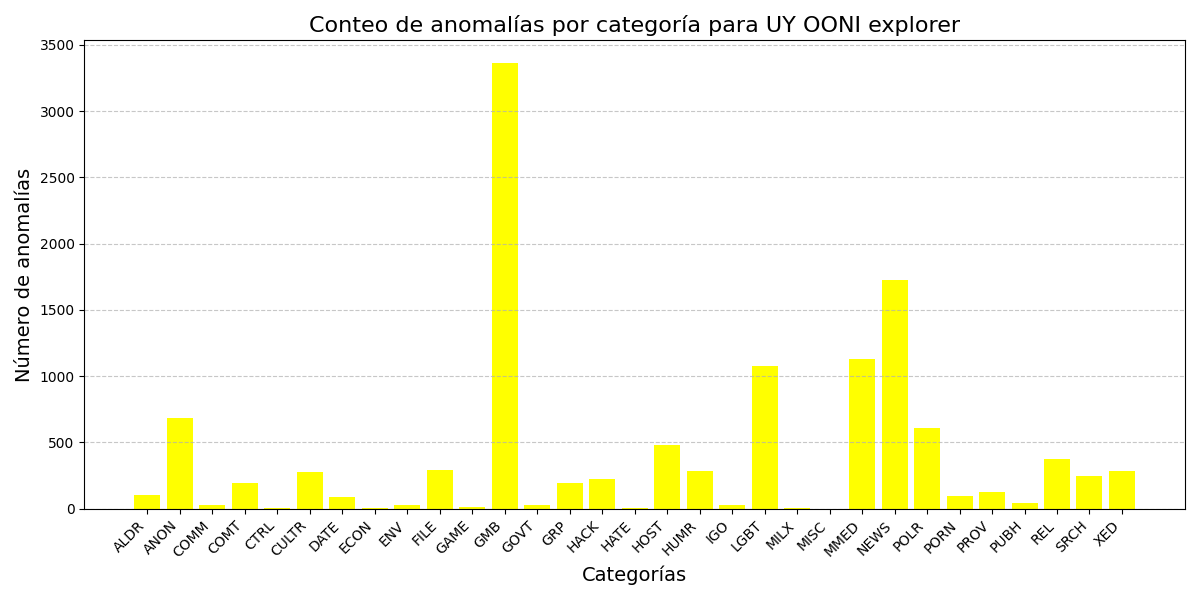 Conteo de anomalías por categoría para UY OONI explorer
Número de anomalías
3500
3000
2500
2000
1500
1000
500
0
ALDR ANON COMM COMT CTRL CULTR DATE ECON ENV FILE GAME GMB GOVT GRP HACK HATE HOST HUMR IGO LGBT MILX MISC MMED NEWS POLR PORN PROV PUBH REL SRCH XED
Categorías